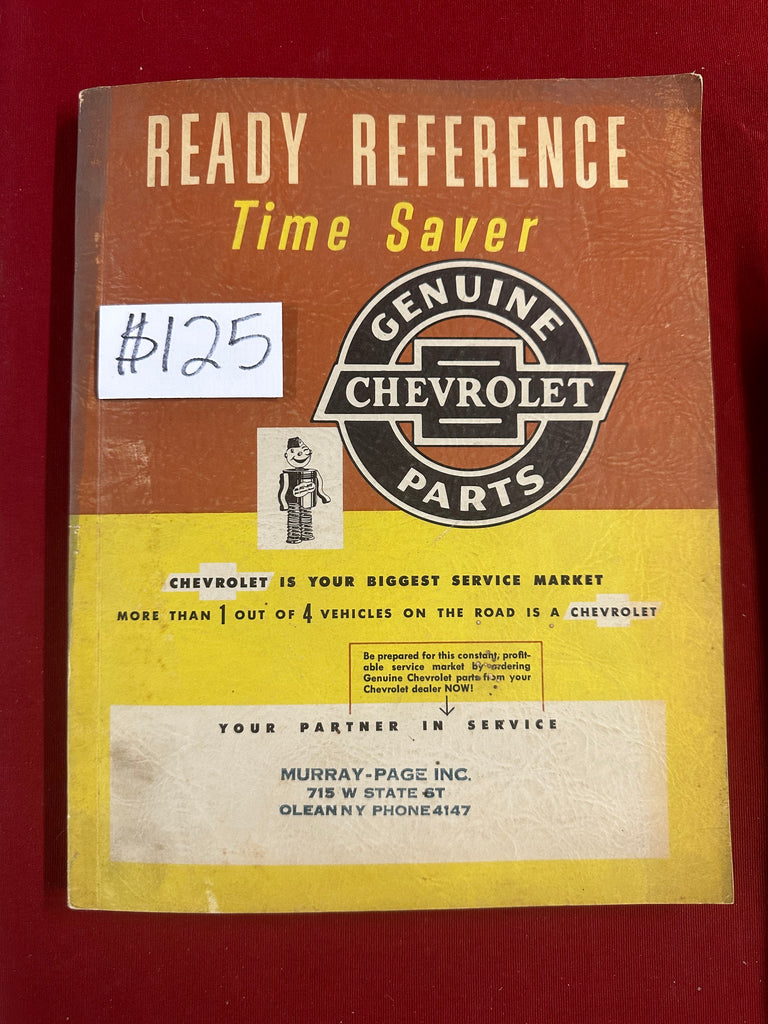 READY REFERENCE
Time Saver
$125
GENUINE
CHEVROLET
PARTS
CHEVROLET IS YOUR BIGGEST SERVICE MARKET
MORE THAN 1 OUT OF 4 VEHICLES ON THE ROAD IS A CHEVROLET
Be prepared for this constant, profit-
able service market by ordering
Genuine Chevrolet parts from your
Chevrolet dealer NOW!
YOUR PARTNER IN SERVICE
MURRAY-PAGE INC.
715 W STATE ST
OLEAN NY PHONE 4147